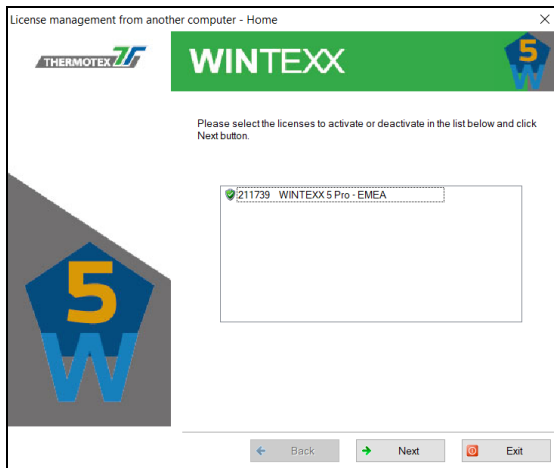 License management from another computer - Home
THERMOTEX
WINTEXX
5
W
Please select the licenses to activate or deactivate in the list below and click
Next button.
211739 WINTEXX 5 Pro - EMEA
5
W
Back
Next
Exit